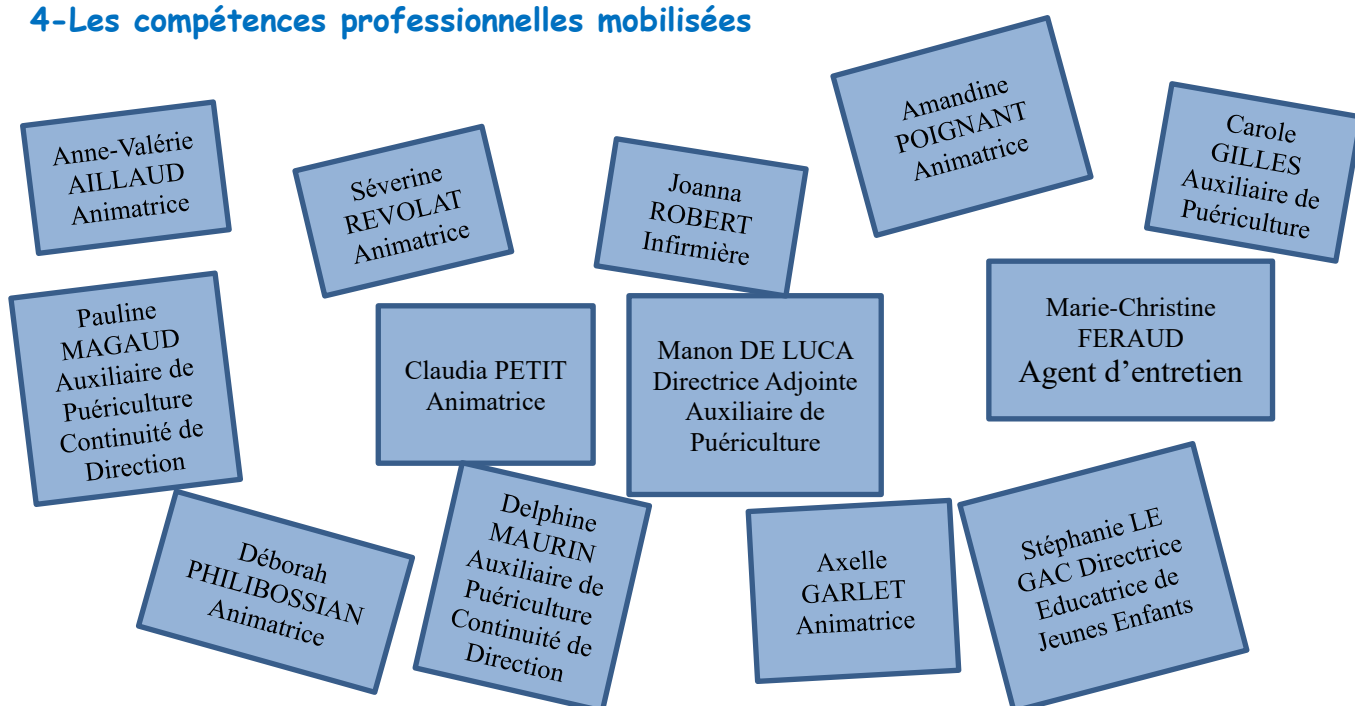 4-Les compétences professionnelles mobilisées
Anne-Valérie
AILLAUD
Animatrice
Séverine
REVOLAT
Animatrice
Joanna
ROBERT
Infirmière
Amandine
POIGNANT
Animatrice
Carole
GILLES
Auxiliaire de
Puériculture
Pauline
MAGAUD
Auxiliaire de
Puériculture
Continuité de
Direction
Claudia PETIT
Animatrice
Manon DE LUCA
Directrice Adjointe
Auxiliaire de
Puériculture
Marie-Christine
FERAUD
Agent d’entretien
Déborah
PHILIBOSSIAN
Animatrice
Delphine
MAURIN
Auxiliaire de
Puériculture
Continuité de
Direction
Axelle
GARLET
Animatrice
Stéphanie LE
GAC Directrice
Educatrice de
Jeunes Enfants